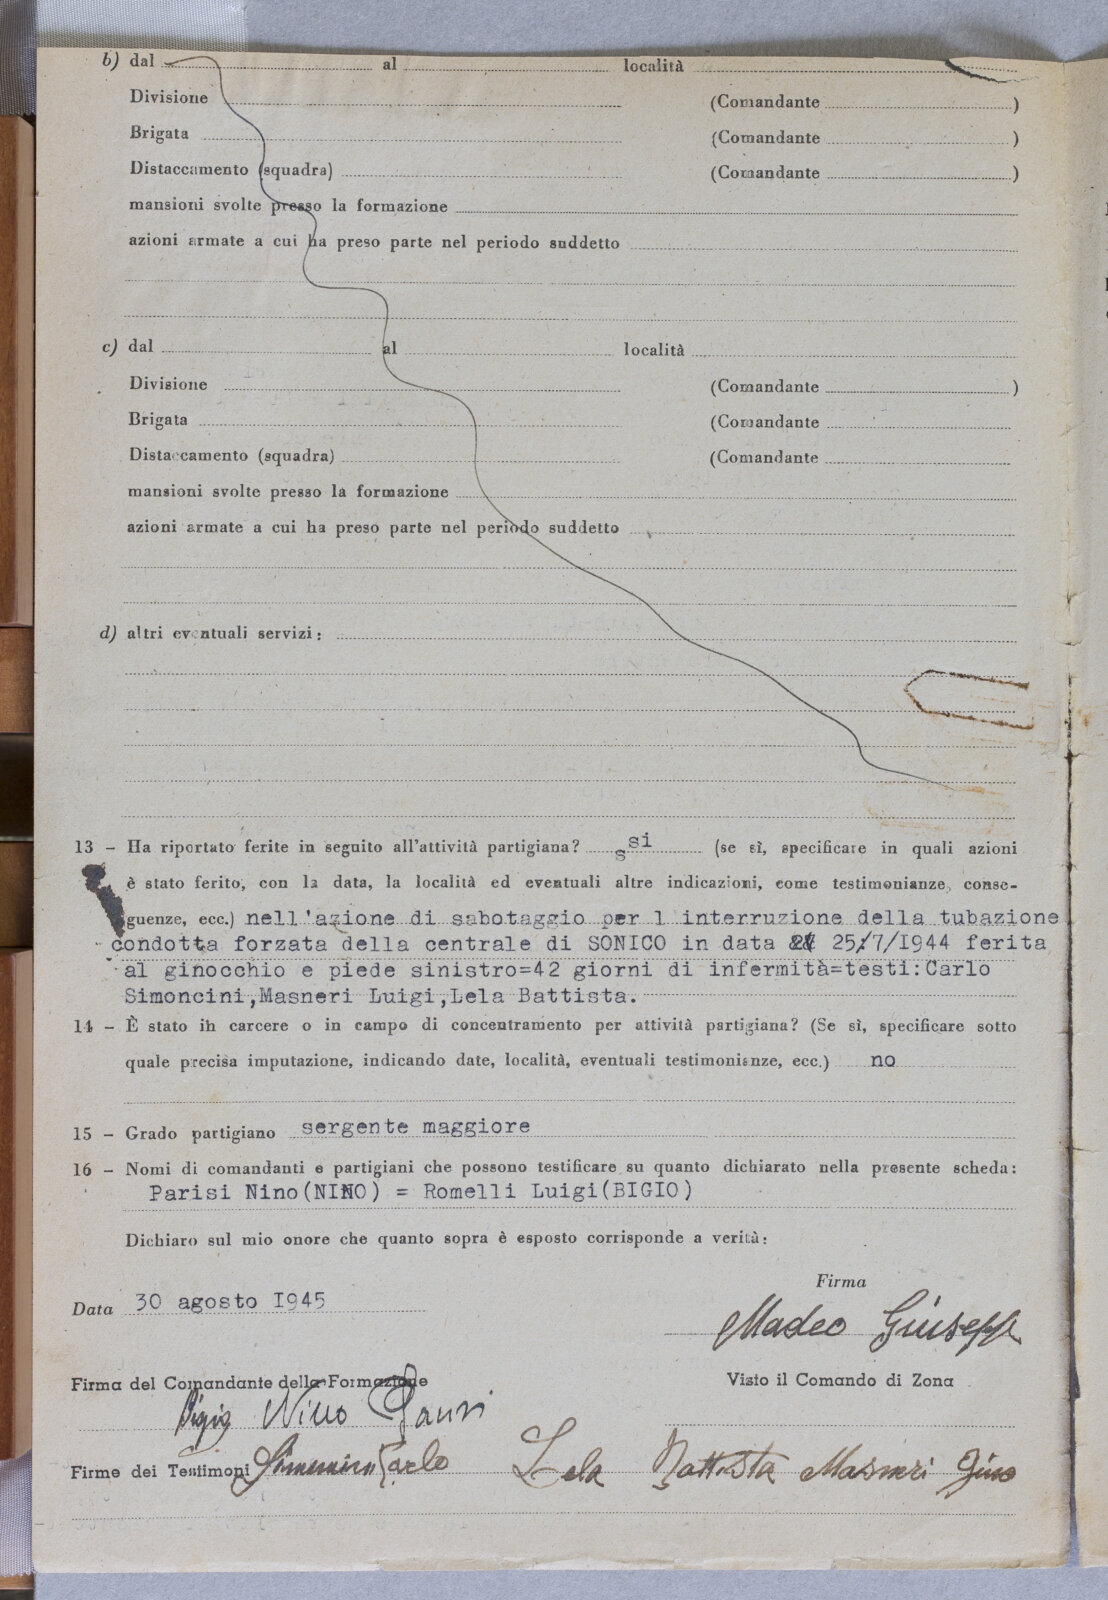 b) dal al località
Divisione (Comandante )
Brigata (Comandante )
Distaccamento (squadra) (Comandante )
mansioni svolte presso la formazione
azioni armate a cui ha preso parte nel periodo suddetto
c) dal al località
Divisione (Comandante )
Brigata (Comandante
Distaccamento (squadra) (Comandante
mansioni svolte presso la formazione
azioni armate a cui ha preso parte nel periodo suddetto
d) altri eventuali servizi:
13 - Ha riportato ferite in seguito all'attività partigiana? s si (se sì, specificare in quali azioni
è stato ferito, con la data, la località ed eventuali altre indicazioni, come testimonianze, conse-
guenze, ecc.) nell'azione di sabotaggio per l interruzione della tubazione
condotta forzata della centrale di SONICO in data 25/7/1944 ferita
al ginocchio e piede sinistro=42 giorni di infermità=testi:Carlo
Simoncini,Masneri Luigi,Lela Battista.
14 - È stato in carcere o in campo di concentramento per attività partigiana? (Se sì, specificare sotto
quale precisa imputazione, indicando date, località, eventuali testimonianze, ecc.) no
15 - Grado partigiano sergente maggiore
16 - Nomi di comandanti e partigiani che possono testificare su quanto dichiarato nella presente scheda:
Parisi Nino(NINO) = Romelli Luigi(BIGIO)
Dichiaro sul mio onore che quanto sopra è esposto corrisponde a verità:
Firma
Data 30 agosto I945
Madeo Giuseppe
Firma del Comandante della Formazione Visto il Comando di Zona
Bigio Nino Parisi
Firme dei Testimoni Simoncini Carlo Lela Battista Masneri Gino